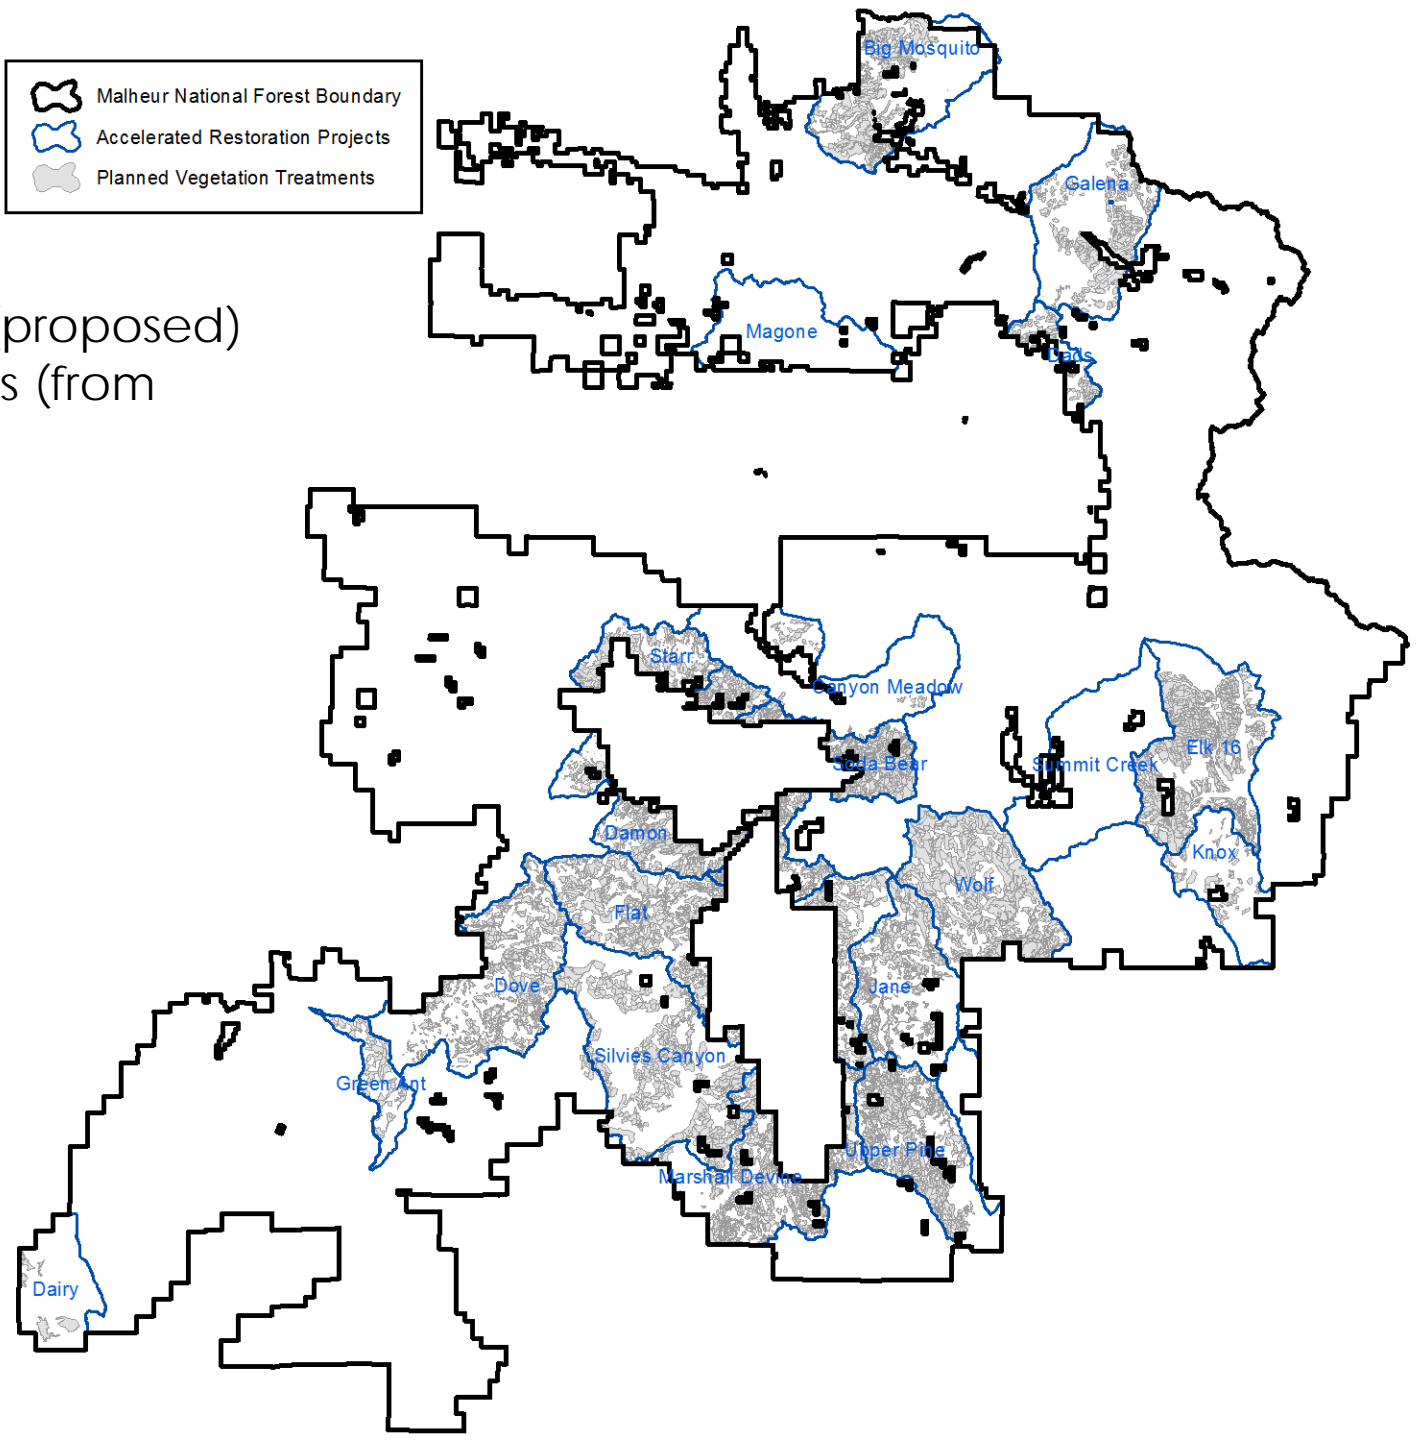 Malheur National Forest Boundary
Accelerated Restoration Projects
Planned Vegetation Treatments
proposed)
s (from
Big Mosquito
Galena
Magone
Dads
Starr
Canyon Meadow
Soda Bear
Summit Creek
Elk 16
Damon
Knox
Wolf
Flat
Dove
Jane
Silvies Canyon
Green Ant
Upper Pine
Marshall Devine
Dairy